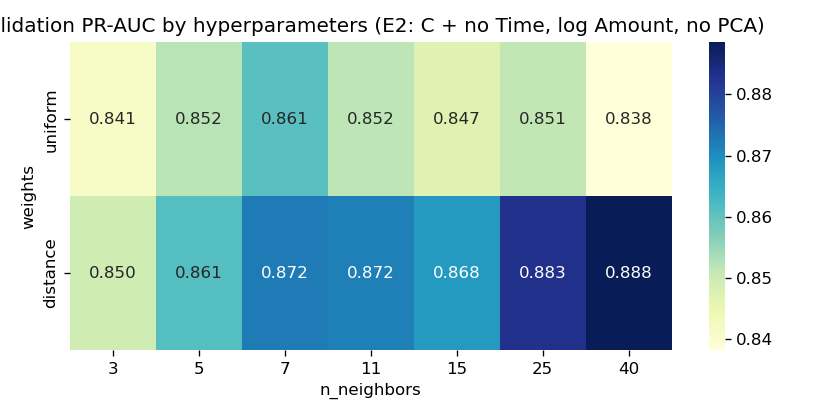 lidation PR-AUC by hyperparameters (E2: C + no Time, log Amount, no PCA)
uniform
0.841 0.852 0.861 0.852 0.847 0.851 0.838
weights
distance
0.850 0.861 0.872 0.872 0.868 0.883 0.888
3 5 7 11 15 25 40
n_neighbors
0.88
0.87
0.86
0.85
0.84